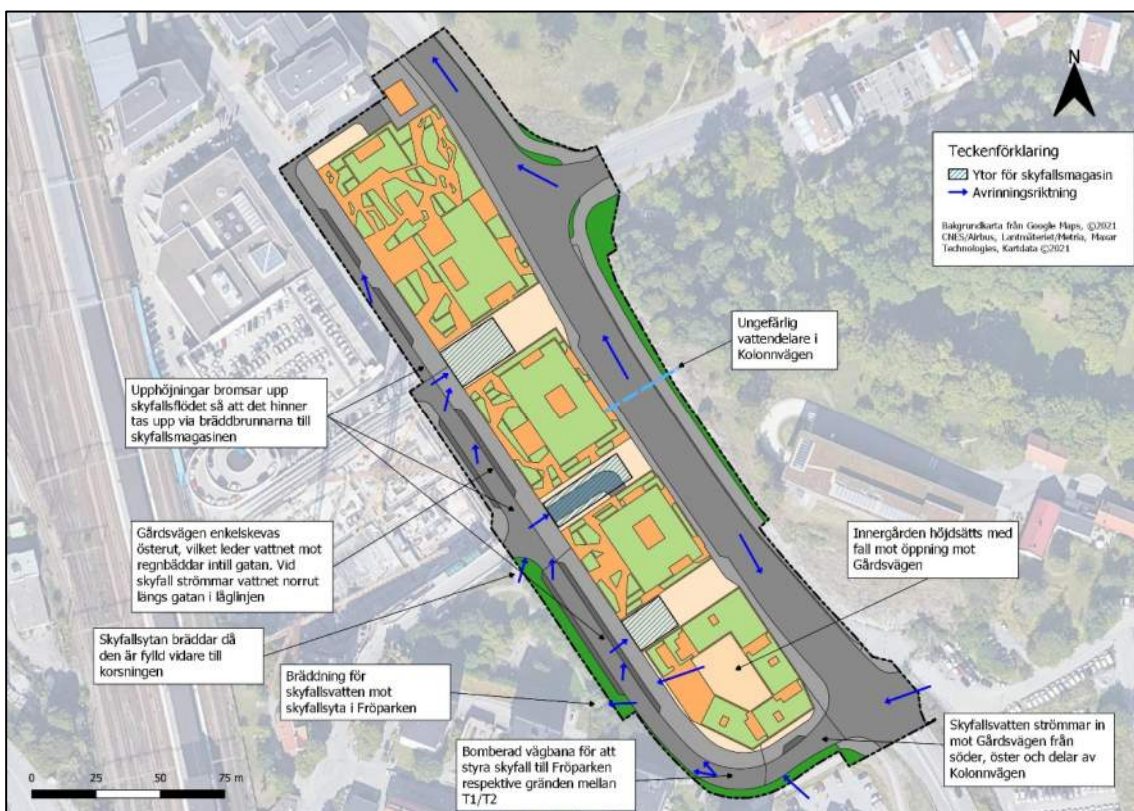 N
Teckenförklaring
Ytor för skyfallsmagasin
Avrinningsriktning
Bakgrundkarta från Google Maps, ©2021
CNES/Airbus, Lantmäteriet/Metria, Maxar
Technologies, Kartdata ©2021
Ungefärlig
vattendelare i
Kolonnvägen
Upphöjningar bromsar upp
skyfallsflödet så att det hinner
tas upp via bräddbrunnarna till
skyfallsmagasinen
Gårdsvägen enkelskevas
österut, vilket leder vattnet mot
regnbäddar intill gatan. Vid
skyfall strömmar vattnet norrut
längs gatan i låglinjen
Innergården höjdsätts med
fall mot öppning mot
Gårdsvägen
Skyfallsytan bräddar då
den är fylld vidare till
korsningen
Bräddning för
skyfallsvatten mot
skyfallsyta i Fröparken
Bomberad vägbana för att
styra skyfall till Fröparken
respektive gränden mellan
T1/T2
Skyfallsvatten strömmar in
mot Gårdsvägen från
söder, öster och delar av
Kolonnvägen
0 25 50 75 m